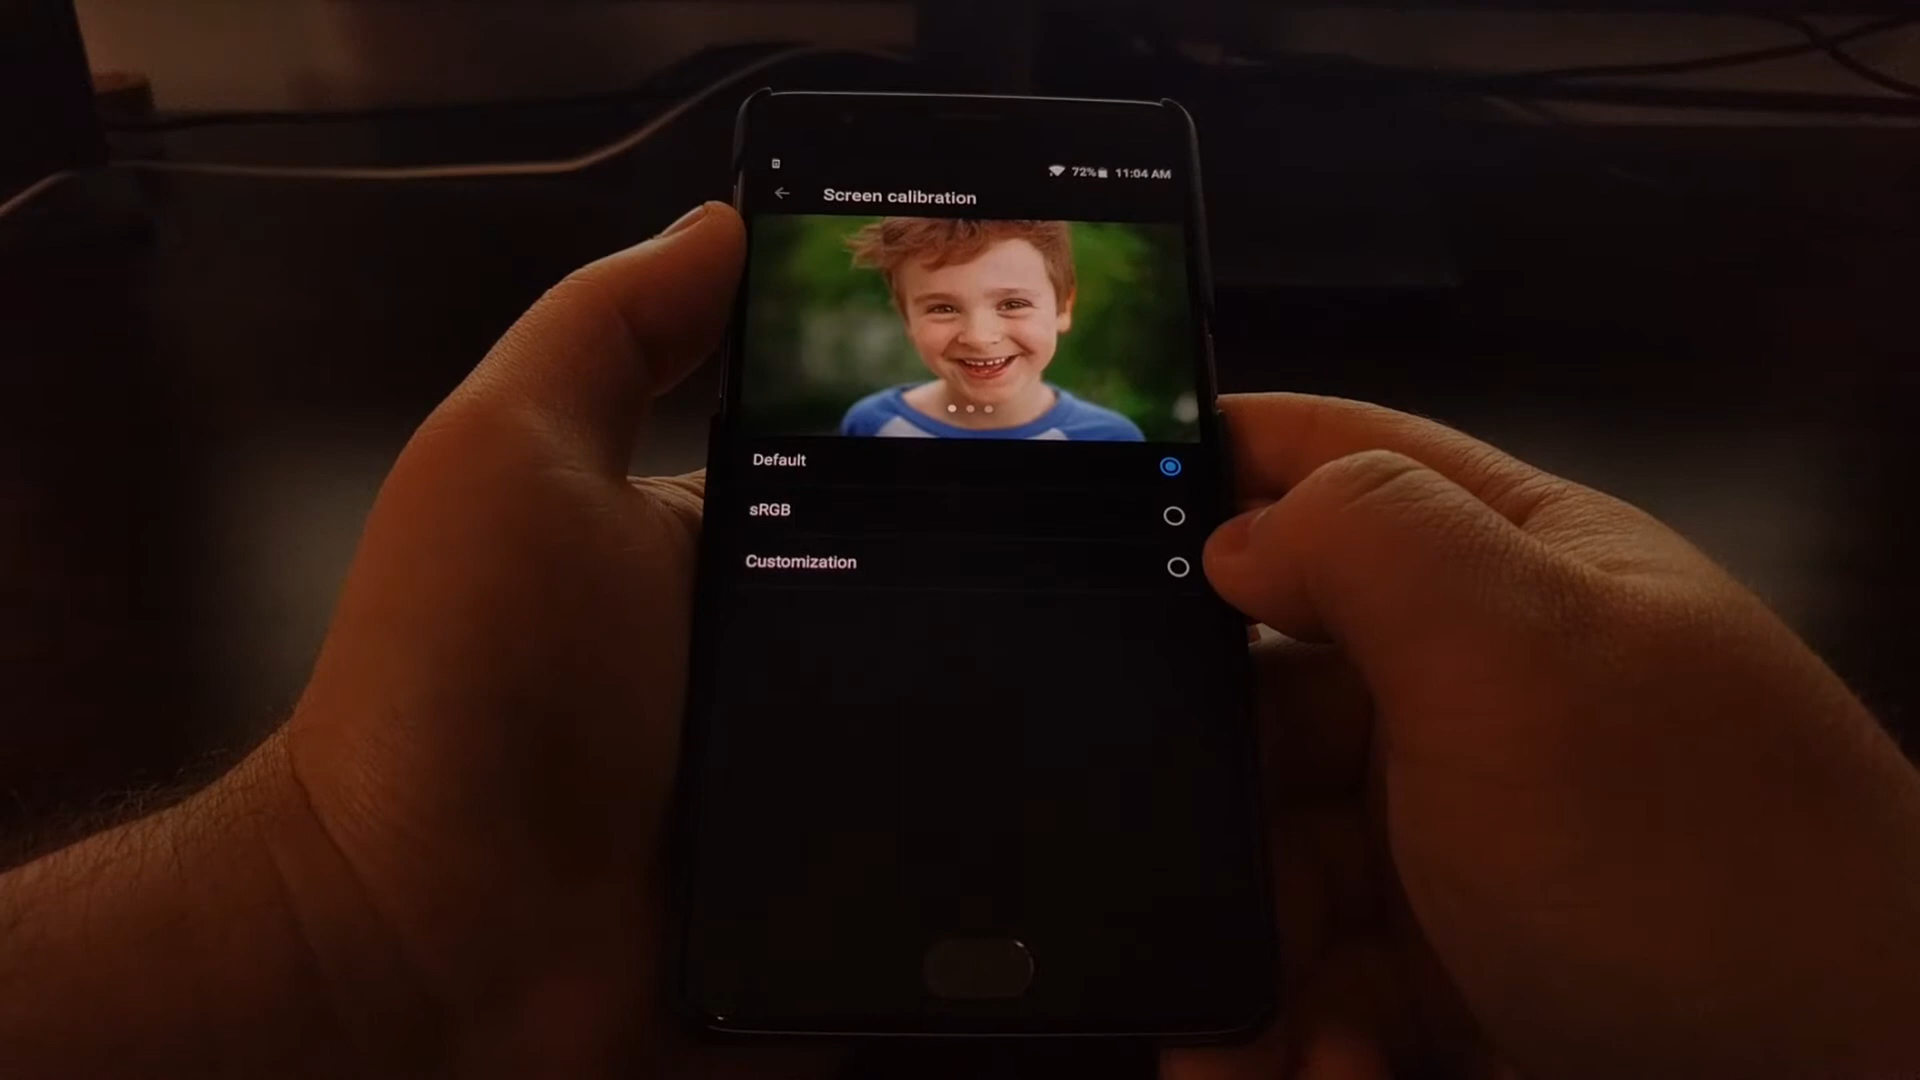 72% 11:04 AM
Screen calibration
Default
sRGB
Customization